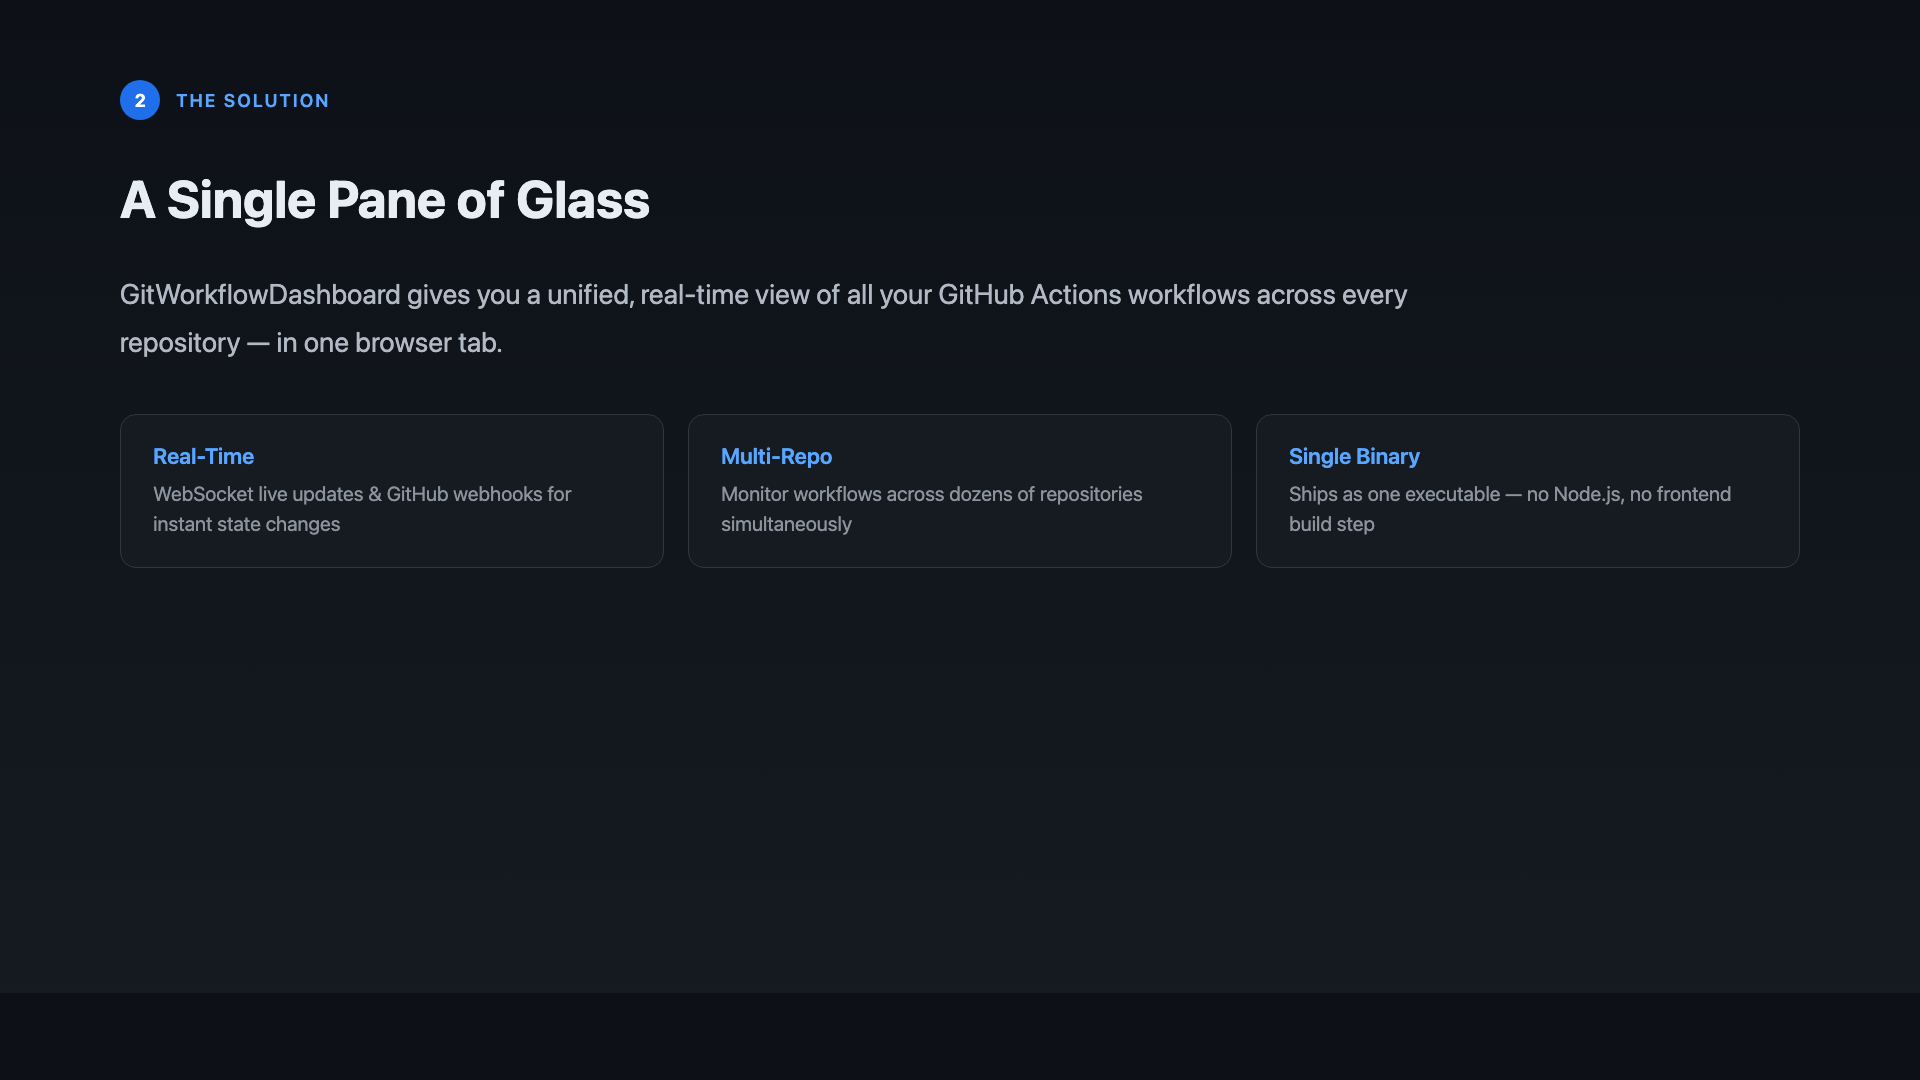 2
THE SOLUTION
A Single Pane of Glass
GitWorkflowDashboard gives you a unified, real-time view of all your GitHub Actions workflows across every
repository — in one browser tab.
Real-Time
WebSocket live updates & GitHub webhooks for
instant state changes
Multi-Repo
Monitor workflows across dozens of repositories
simultaneously
Single Binary
Ships as one executable — no Node.js, no frontend
build step